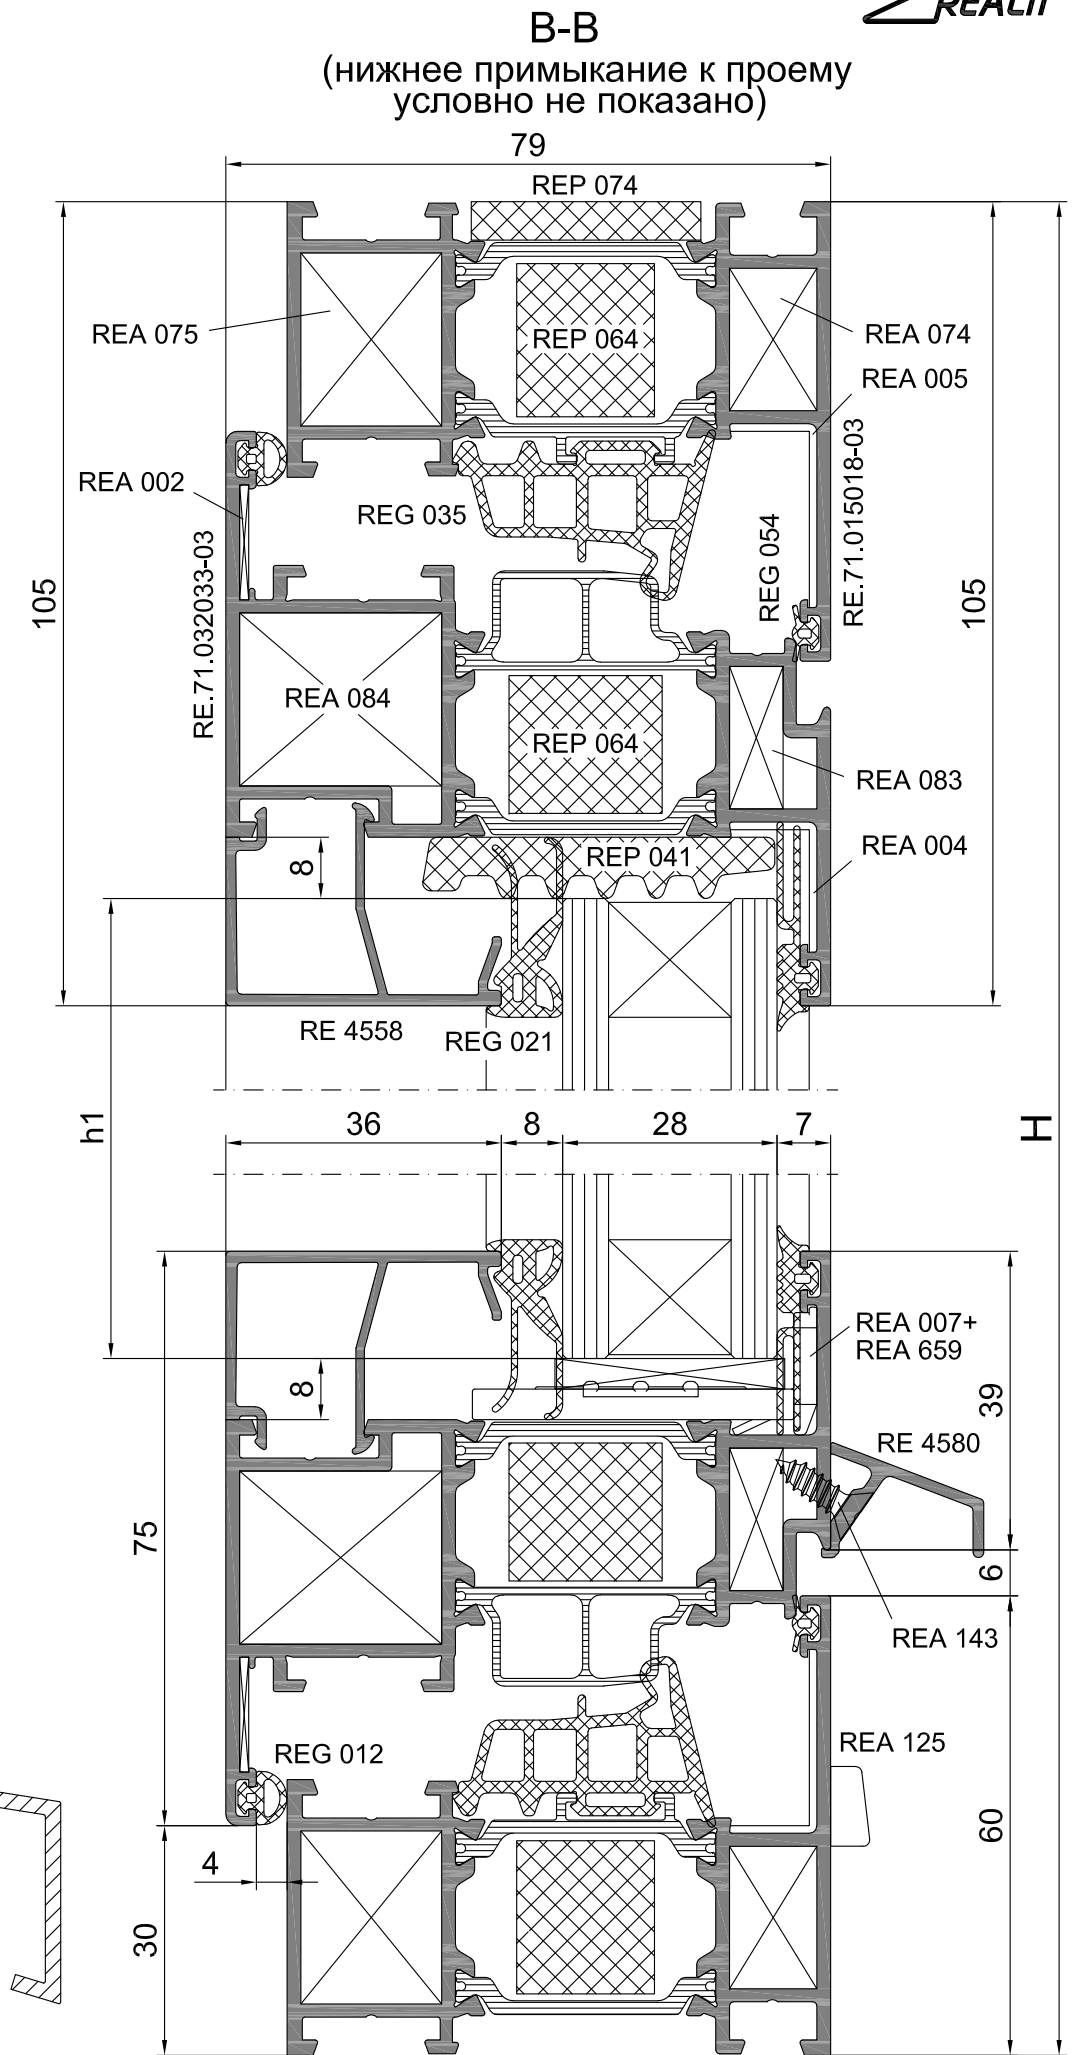 REACH
B-B
(нижнее примыкание к проему
условно не показано)
79
REP 074
REA 075
REP 064
REA 074
REA 005
REA 002
REG 035
RE.71.032033-03
REG 054
RE.71.015018-03
105
105
REA 084
REP 064
REA 083
8
REP 041
REA 004
RE 4558
REG 021
h1
36
8
28
7
H
REA 007+
REA 659
8
39
RE 4580
75
6
REA 143
REG 012
REA 125
4
60
30